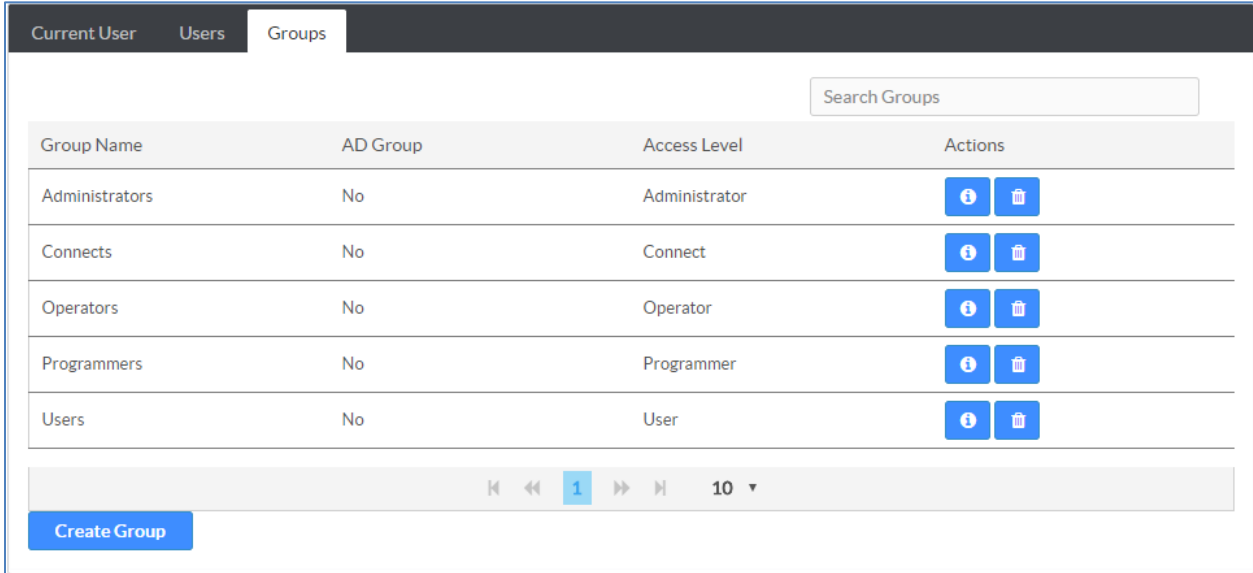 Current User Users Groups
Search Groups
Group Name AD Group Access Level Actions
Administrators No Administrator
Connects No Connect
Operators No Operator
Programmers No Programmer
Users No User
1 10
Create Group